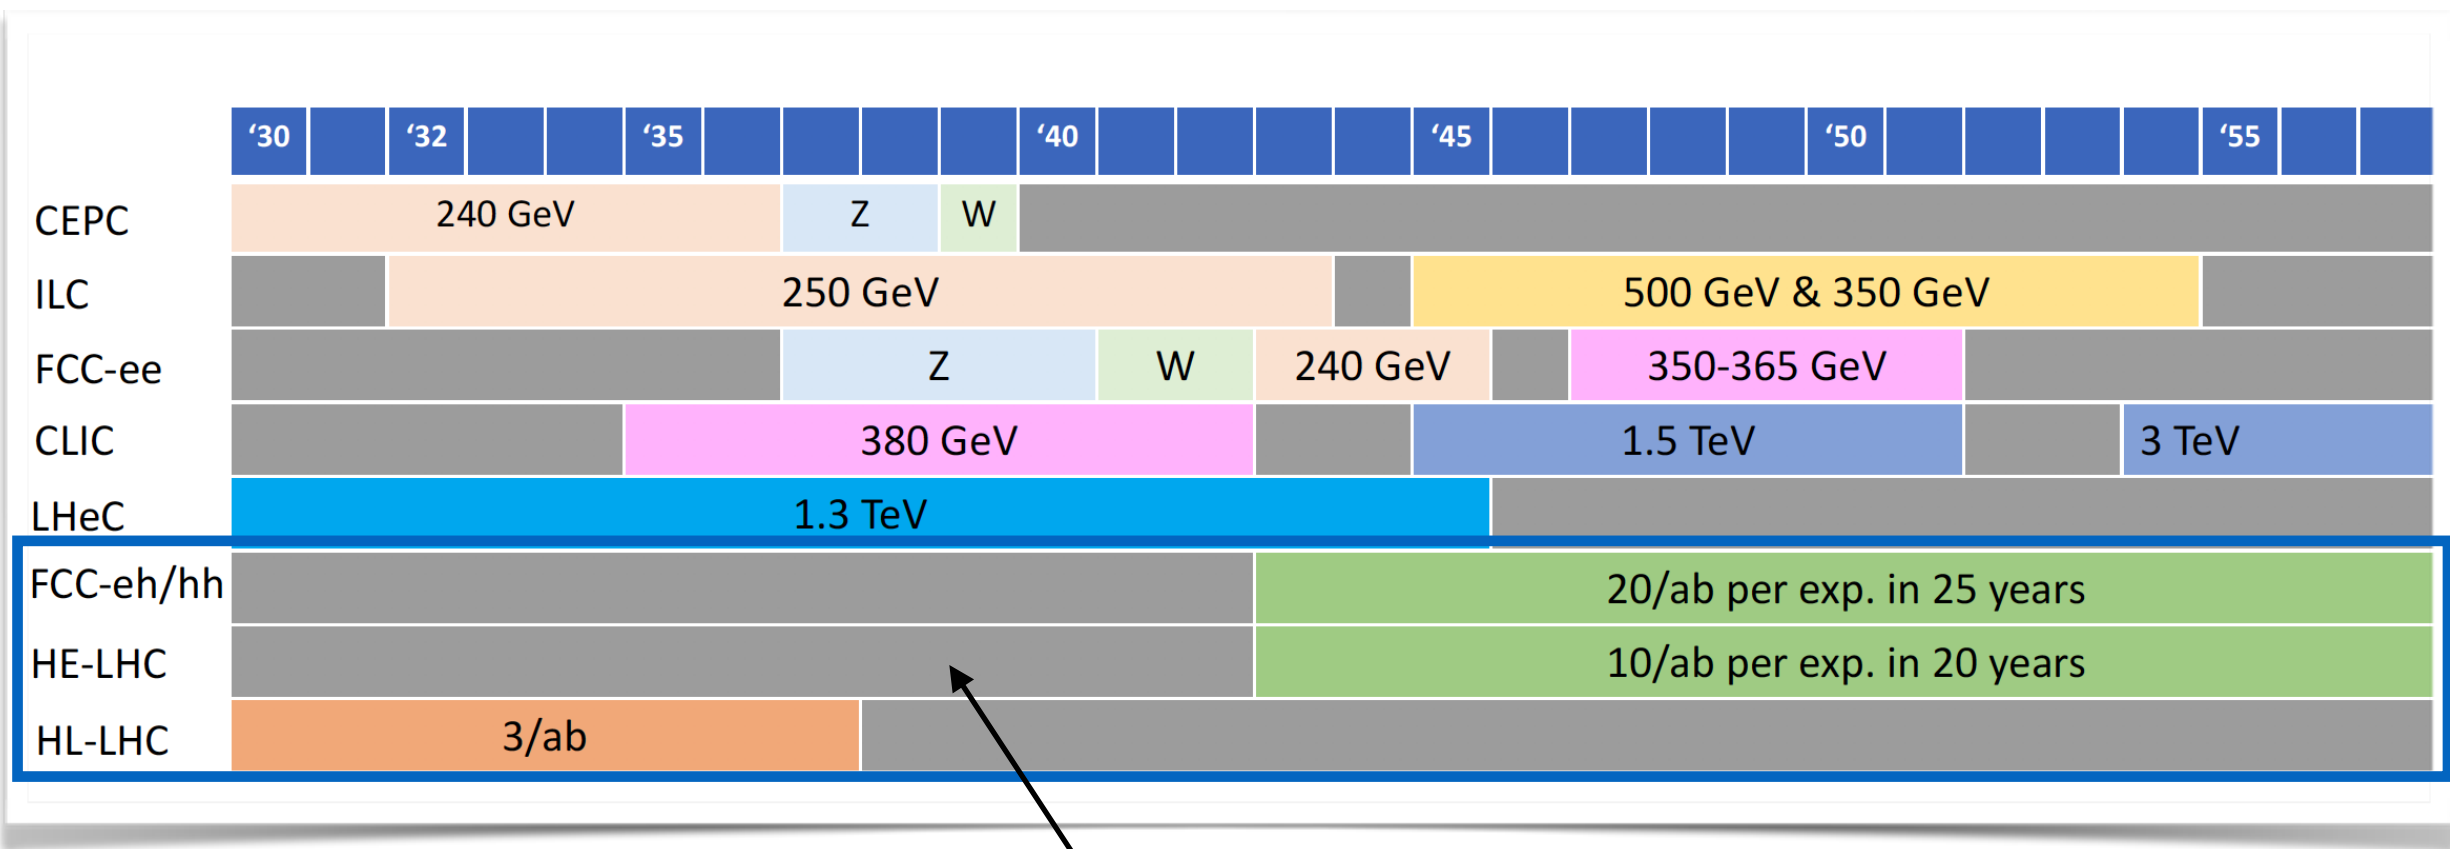 ‘30 ‘32 ‘35 ‘40 ‘45 ‘50 ‘55
CEPC 240 GeV Z W
ILC 250 GeV 500 GeV & 350 GeV
FCC-ee Z W 240 GeV 350-365 GeV
CLIC 380 GeV 1.5 TeV 3 TeV
LHeC 1.3 TeV
FCC-eh/hh 20/ab per exp. in 25 years
HE-LHC 10/ab per exp. in 20 years
HL-LHC 3/ab